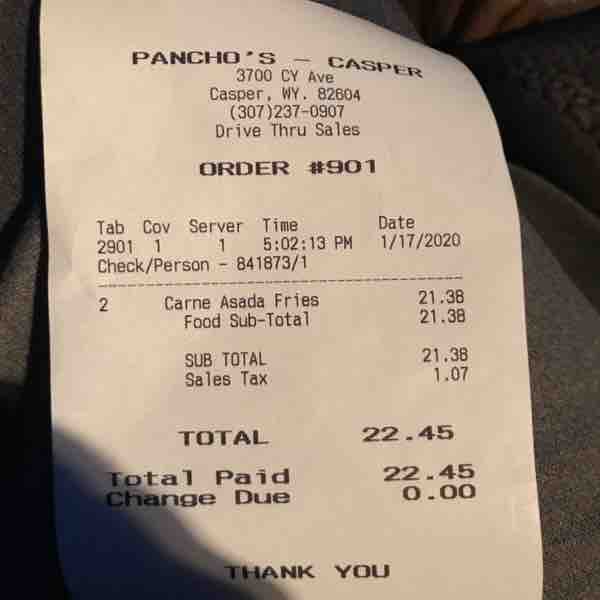 PANCHO'S - CASPER
3700 CY Ave
Casper, WY. 82604
(307)237-0907
Drive Thru Sales
ORDER #901
Tab Cov Server Time Date
2901 1 1 5:02:13 PM 1/17/2020
Check/Person - 841873/1
2 Carne Asada Fries 21.38
Food Sub-Total 21.38
SUB TOTAL 21.38
Sales Tax 1.07
TOTAL 22.45
Total Paid 22.45
Change Due 0.00
THANK YOU